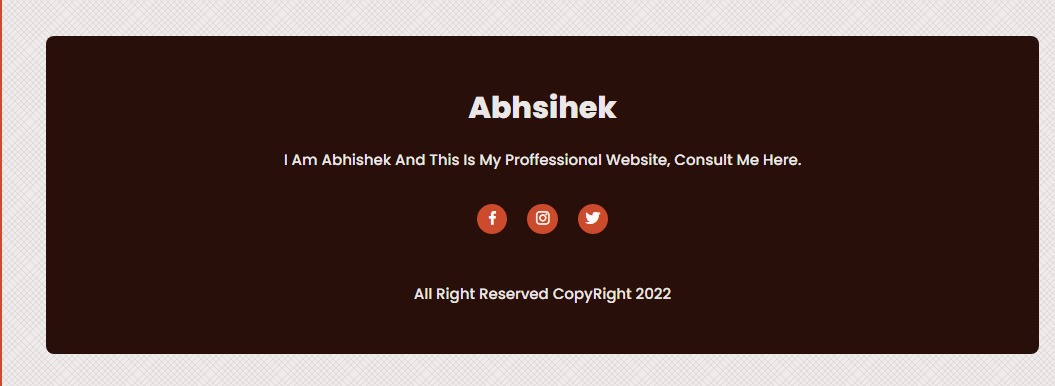 Abhsihek
I Am Abhishek And This Is My Proffessional Website, Consult Me Here.
All Right Reserved CopyRight 2022